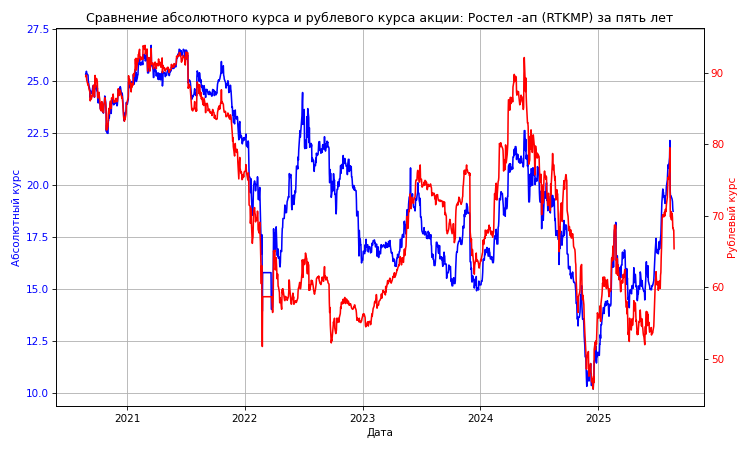 Сравнение абсолютного курса и рублевого курса акции: Ростел -ап (RTKMP) за пять лет
27.5
25.0
22.5
20.0
17.5
15.0
12.5
10.0
Абсолютный курс
90
80
70
60
50
Рублевый курс
2021 2022 2023 2024 2025
Дата